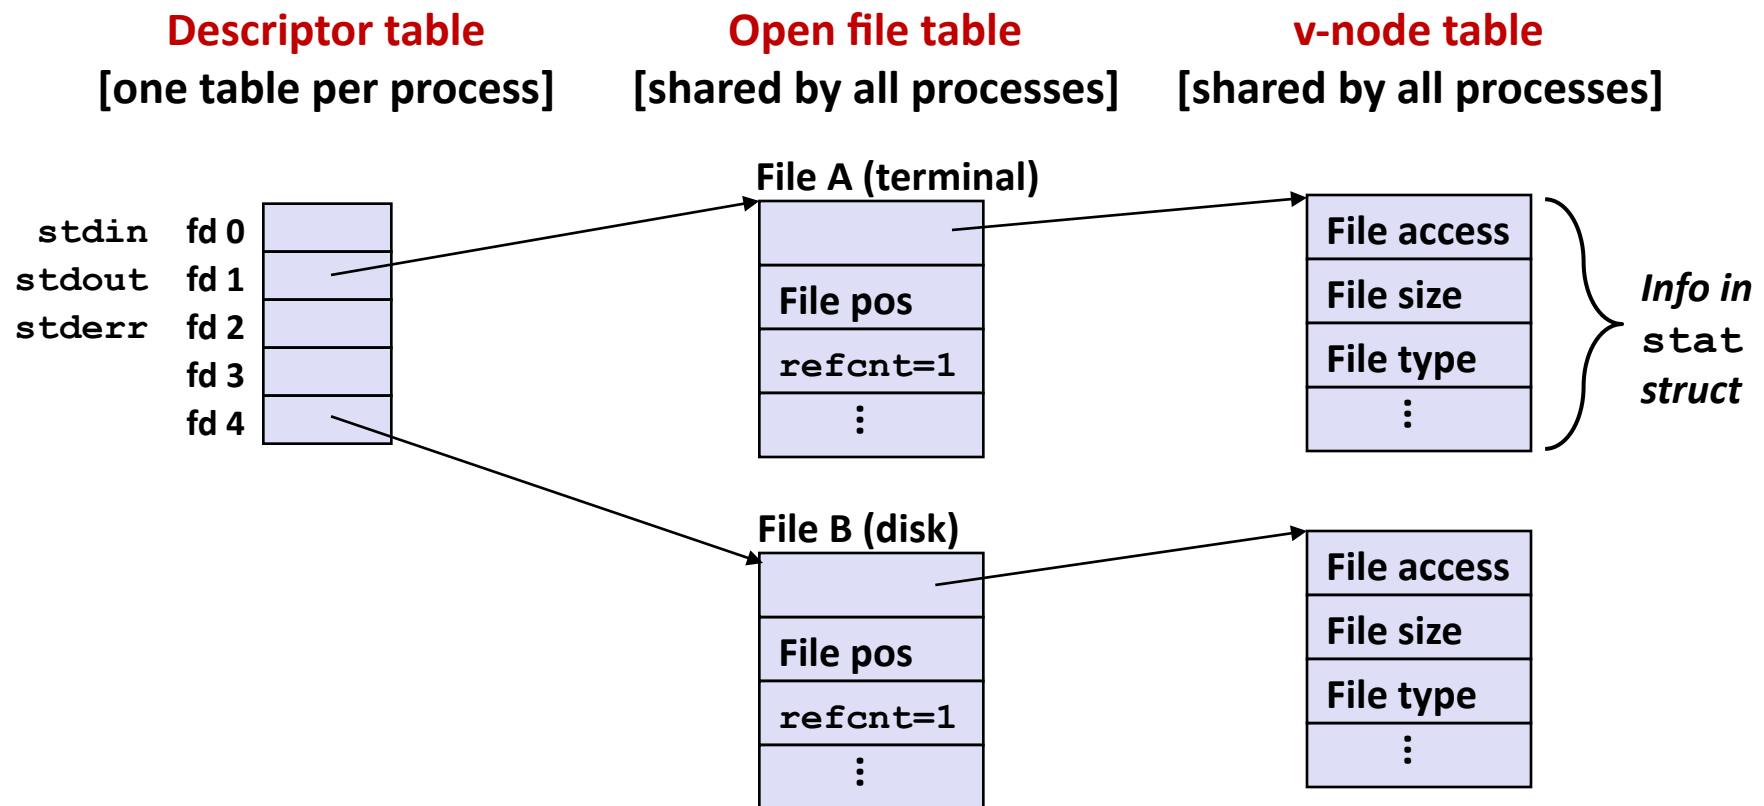 Descriptor table
[one table per process]
Open file table
[shared by all processes]
v-node table
[shared by all processes]
stdin fd 0
stdout fd 1
stderr fd 2
fd 3
fd 4
File A (terminal)
File pos
refcnt=1
⋮
File B (disk)
File pos
refcnt=1
⋮
File access
File size
File type
⋮
Info in
stat
struct
File access
File size
File type
⋮